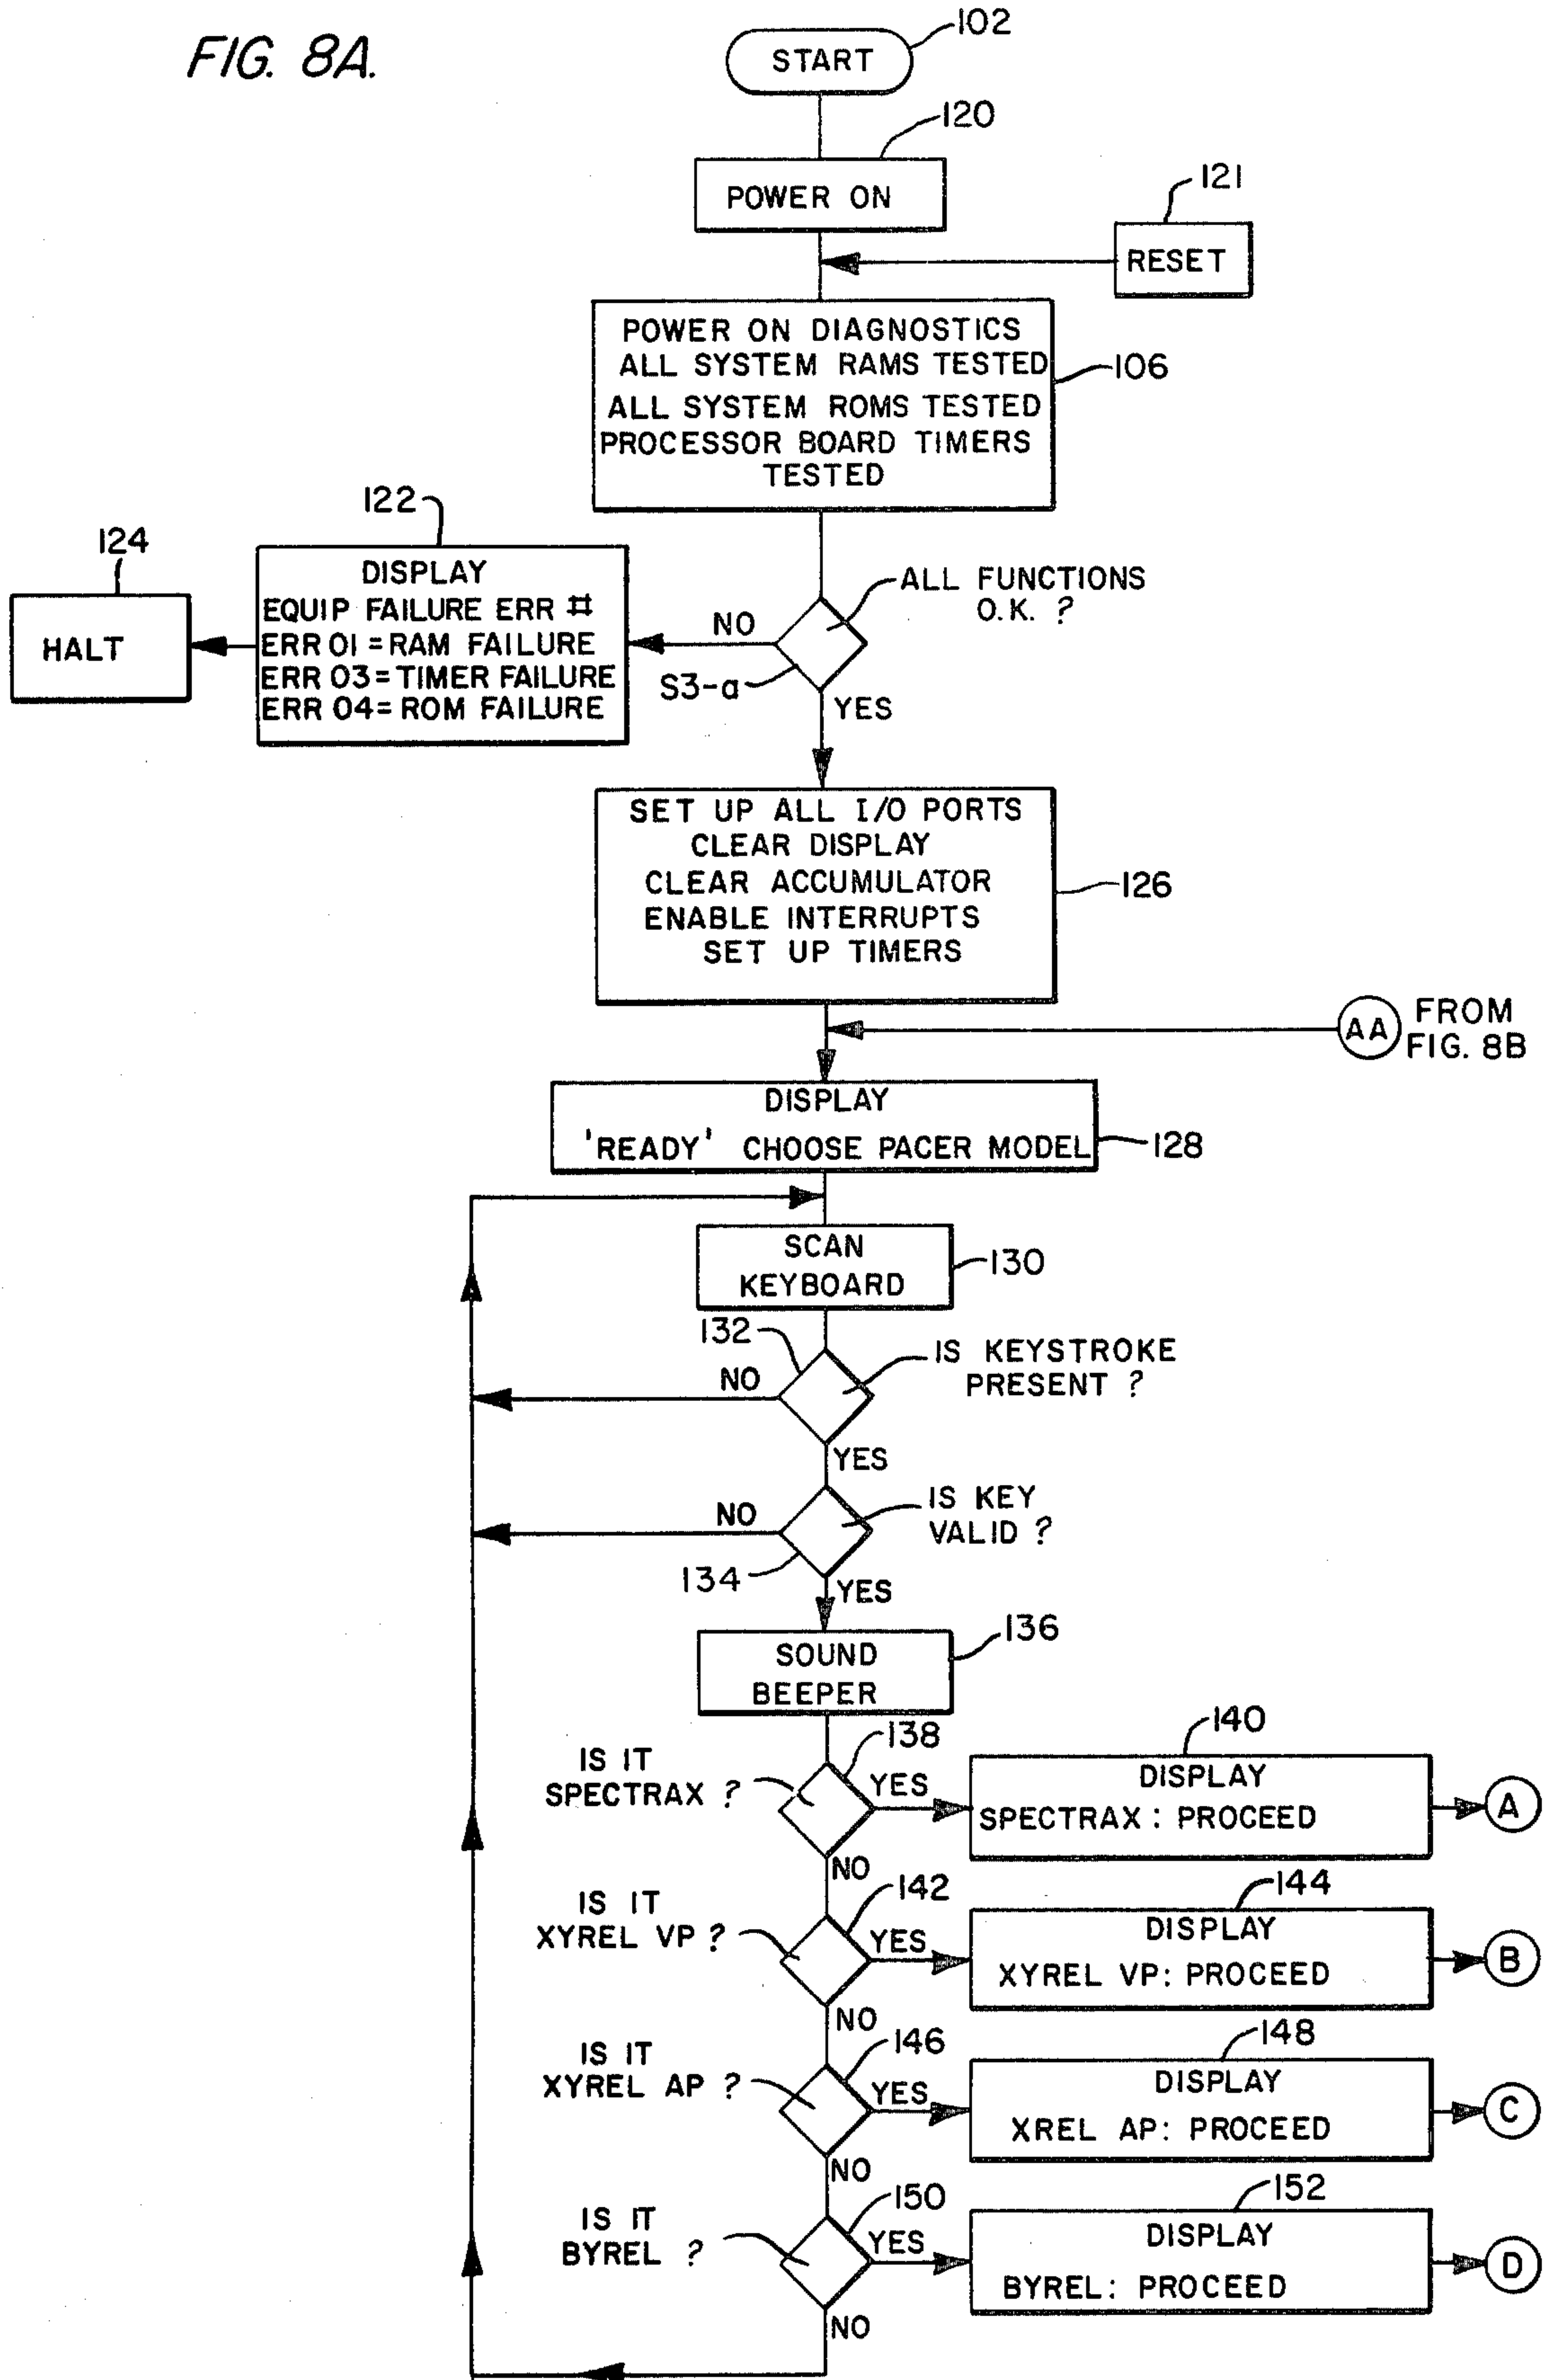 FIG. 8A.
START
102
120
POWER ON
121
RESET
POWER ON DIAGNOSTICS
ALL SYSTEM RAMS TESTED
ALL SYSTEM ROMS TESTED
PROCESSOR BOARD TIMERS
TESTED
106
122
124
HALT
DISPLAY
EQUIP FAILURE ERR #
ERR 01 = RAM FAILURE
ERR 03 = TIMER FAILURE
ERR 04 = ROM FAILURE
NO
ALL FUNCTIONS
O.K. ?
S3-a
YES
SET UP ALL I/O PORTS
CLEAR DISPLAY
CLEAR ACCUMULATOR
ENABLE INTERRUPTS
SET UP TIMERS
126
AA
FROM
FIG. 8B
DISPLAY
'READY' CHOOSE PACER MODEL
128
SCAN
KEYBOARD
130
132
NO
IS KEYSTROKE
PRESENT ?
YES
NO
IS KEY
VALID ?
134
YES
SOUND
BEEPER
136
IS IT
SPECTRAX ?
138
YES
140
DISPLAY
SPECTRAX : PROCEED
A
NO
IS IT
XYREL VP ?
142
YES
144
DISPLAY
XYREL VP: PROCEED
B
NO
IS IT
XYREL AP ?
146
YES
148
DISPLAY
XREL AP: PROCEED
C
NO
IS IT
BYREL ?
150
YES
152
DISPLAY
BYREL: PROCEED
D
NO